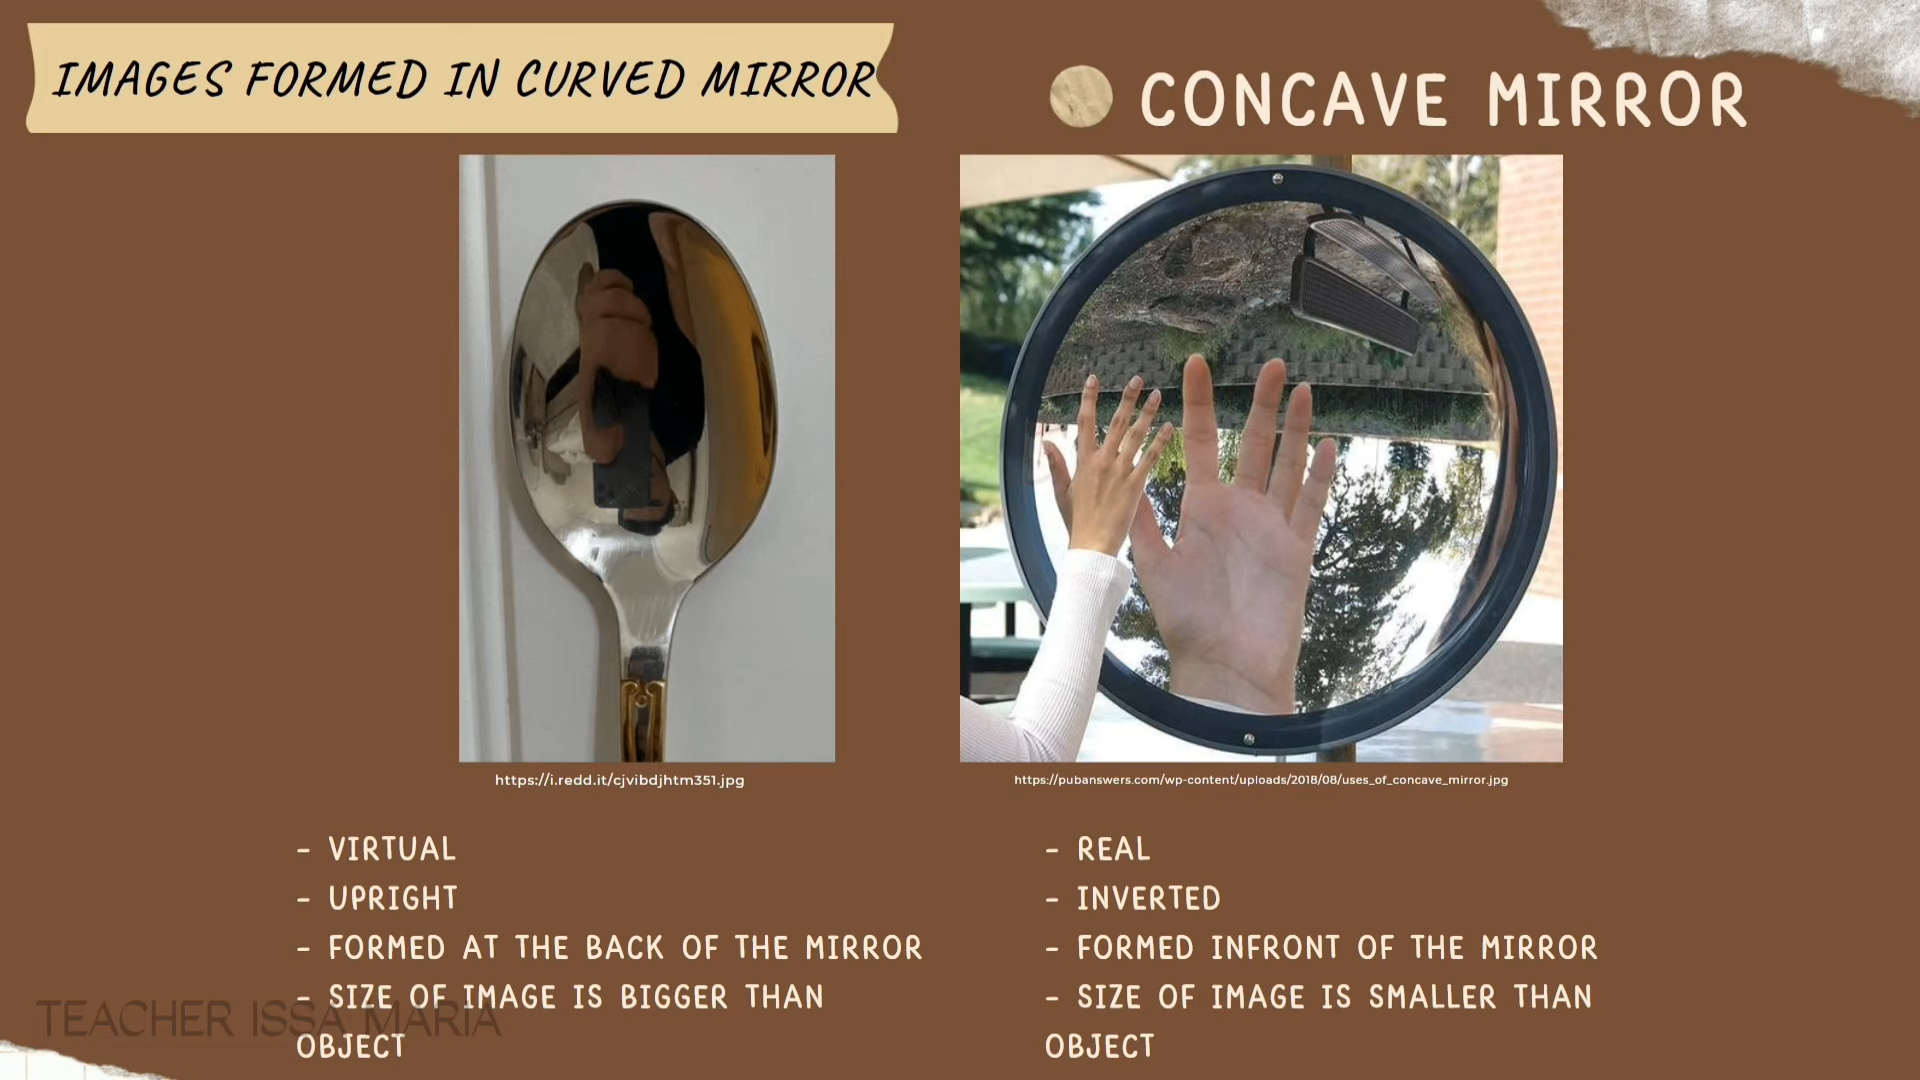 IMAGES FORMED IN CURVED MIRROR
CONCAVE MIRROR
https://i.redd.it/cjvibdjhtm351.jpg
https://pubanswers.com/wp-content/uploads/2018/08/uses_of_concave_mirror.jpg
- VIRTUAL
- UPRIGHT
- FORMED AT THE BACK OF THE MIRROR
- SIZE OF IMAGE IS BIGGER THAN
OBJECT
- REAL
- INVERTED
- FORMED INFRONT OF THE MIRROR
- SIZE OF IMAGE IS SMALLER THAN
OBJECT
TEACHER ISSA MARIA